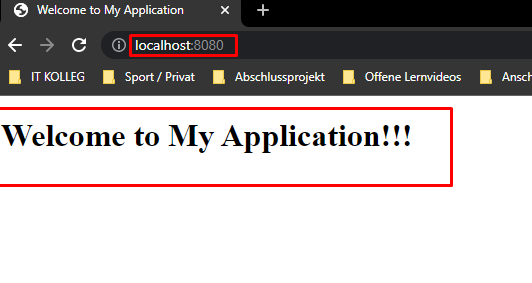 Welcome to My Application
localhost:8080
IT KOLLEG Sport / Privat Abschlussprojekt Offene Lernvideos Ansch
Welcome to My Application!!!